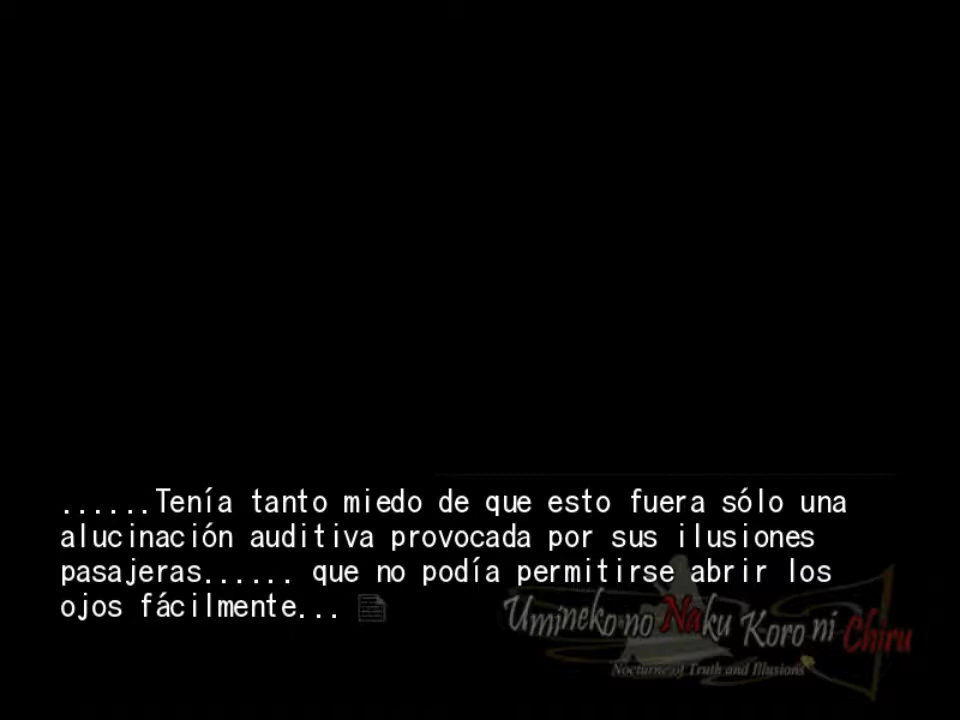 ......Tenía tanto miedo de que esto fuera sólo una
alucinación auditiva provocada por sus ilusiones
pasajeras...... que no podía permitirse abrir los
ojos fácilmente...
Umineko no Naku Koro ni Chiru
Nocturne of Truth and Illusions